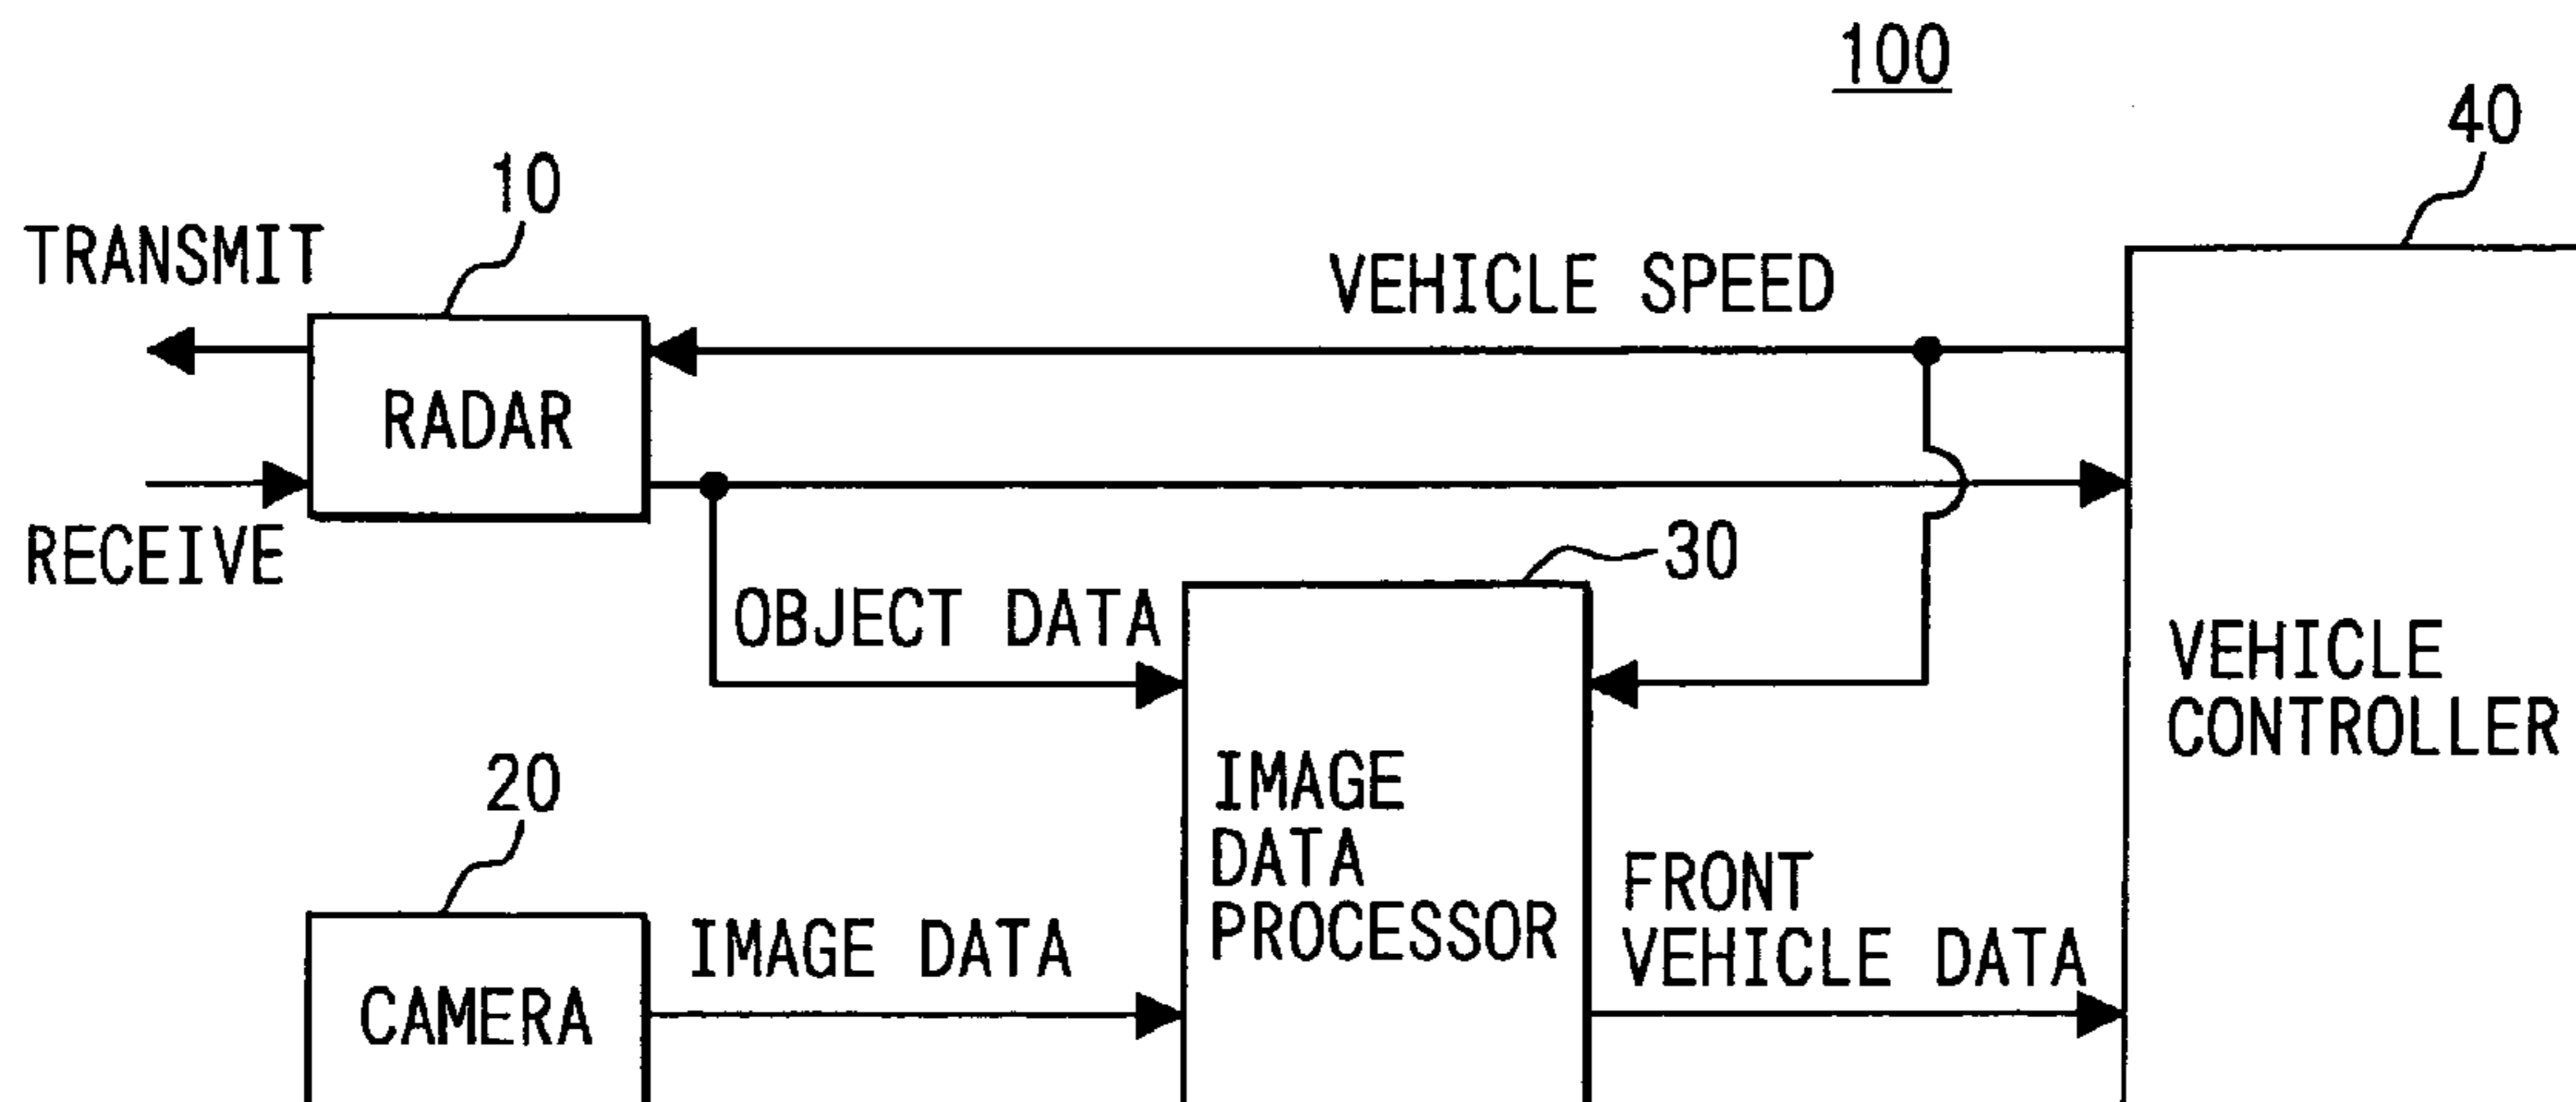 100
40
10
TRANSMIT
VEHICLE SPEED
RADAR
RECEIVE
30
OBJECT DATA
VEHICLE
CONTROLLER
20
IMAGE
DATA
PROCESSOR
FRONT
VEHICLE DATA
IMAGE DATA
CAMERA